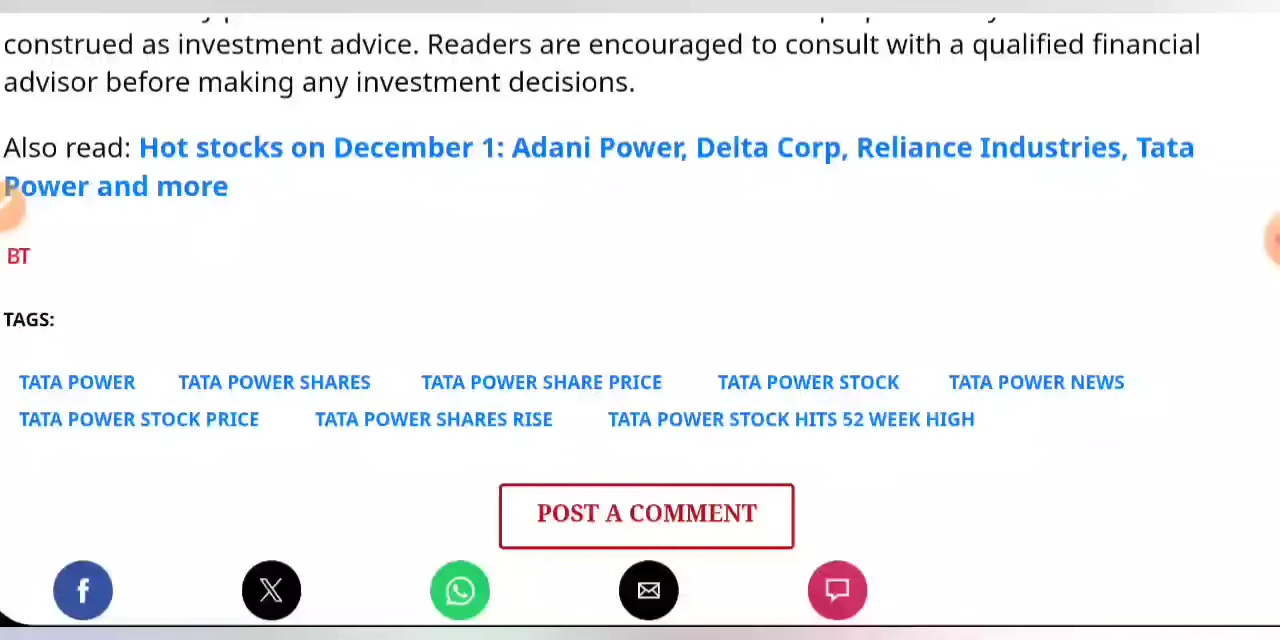 construed as investment advice. Readers are encouraged to consult with a qualified financial
advisor before making any investment decisions.
Also read: Hot stocks on December 1: Adani Power, Delta Corp, Reliance Industries, Tata
Power and more
BT
TAGS:
TATA POWER TATA POWER SHARES TATA POWER SHARE PRICE TATA POWER STOCK TATA POWER NEWS
TATA POWER STOCK PRICE TATA POWER SHARES RISE TATA POWER STOCK HITS 52 WEEK HIGH
POST A COMMENT